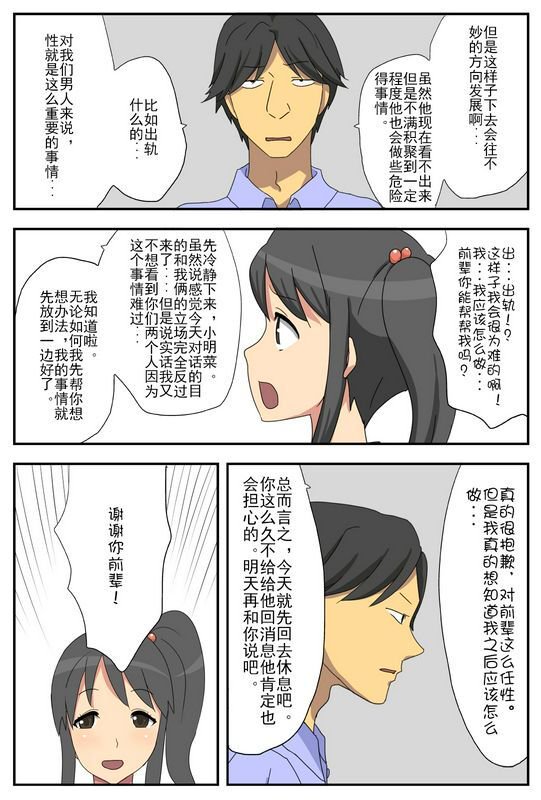 但是这样子下去会往不
妙的方向发展啊...
虽然他现在看不出来
但是不满积聚到一定
程度他也会做些危险
得事情。
比如出轨
什么的...
对我们男人来说，
性就是这么重要的事情...
出...出轨！？
这样子我会很为难的啊！
我...我应该怎么做...
前辈你能帮帮我吗？
先冷静下来，小明菜。
虽然说感觉今天对话的目
的和我俩的立场完全反过
来了...但是说实话我又
不想看到你们两个人因为
这个事情难过...
我知道啦。
无论如何我先帮你想
想办法，我的事情就
先放到一边好了。
真的很抱歉，对前辈这么任性。
但是我真的想知道我之后应该怎么
做...
总而言之，今天就先回去休息吧。
你这么久不给给他回消息他肯定也
会担心的。明天再和你说吧。
谢谢你前辈！